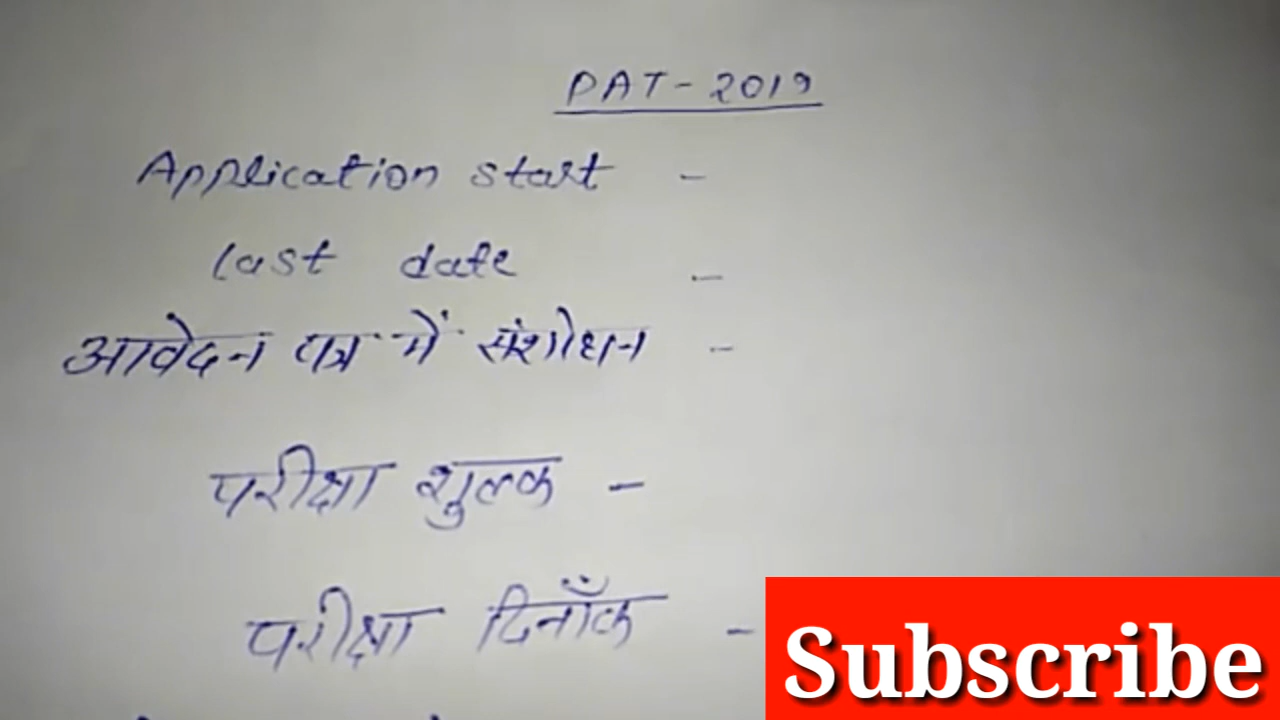 PAT - 2019
Application start -
last date -
आवेदन पत्र में संशोधन -
परीक्षा शुल्क -
परीक्षा दिनाँक -
Subscribe